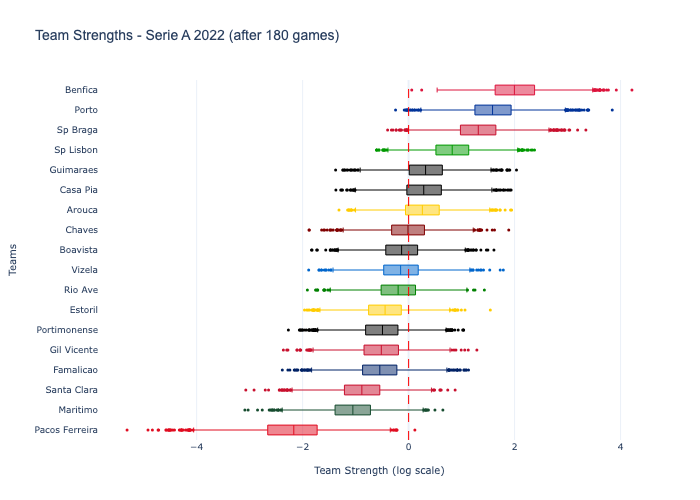 Team Strengths - Serie A 2022 (after 180 games)
Benfica
Porto
Sp Braga
Sp Lisbon
Guimaraes
Casa Pia
Arouca
Chaves
Boavista
Vizela
Rio Ave
Estoril
Portimonense
Gil Vicente
Famalicao
Santa Clara
Maritimo
Pacos Ferreira
Teams
−4 −2 0 2 4
Team Strength (log scale)